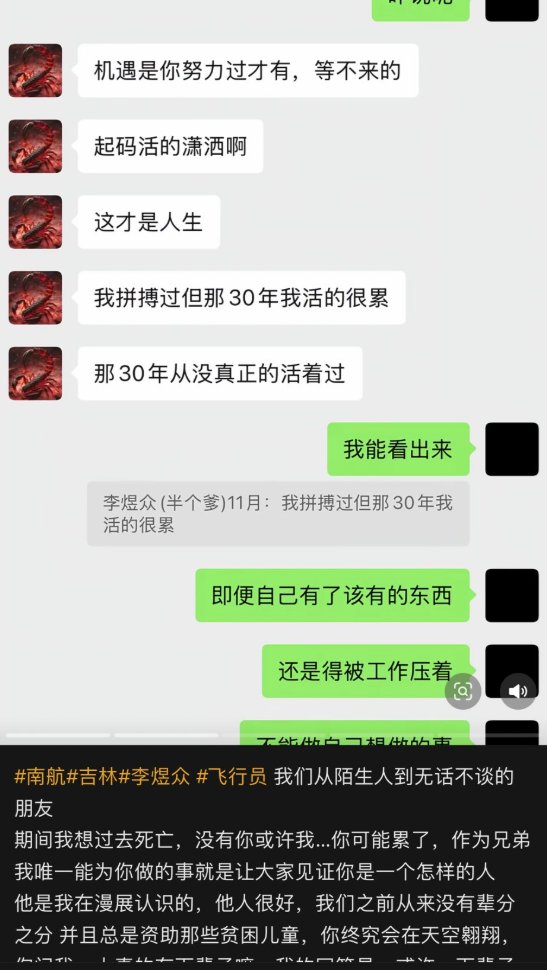 机遇是你努力过才有，等不来的
起码活的潇洒啊
这才是人生
我拼搏过但那30年我活的很累
那30年从没真正的活着过
我能看出来
李煜众(半个爹)11月：我拼搏过但那30年我
活的很累
即便自己有了该有的东西
还是得被工作压着
不能做自己想做的事
#南航#吉林#李煜众 #飞行员 我们从陌生人到无话不谈的
朋友
期间我想过去死亡，没有你或许我...你可能累了，作为兄弟
我唯一能为你做的事就是让大家见证你是一个怎样的人
他是我在漫展认识的，他人很好，我们之前从来没有辈分
之分 并且总是资助那些贫困儿童，你终究会在天空翱翔，